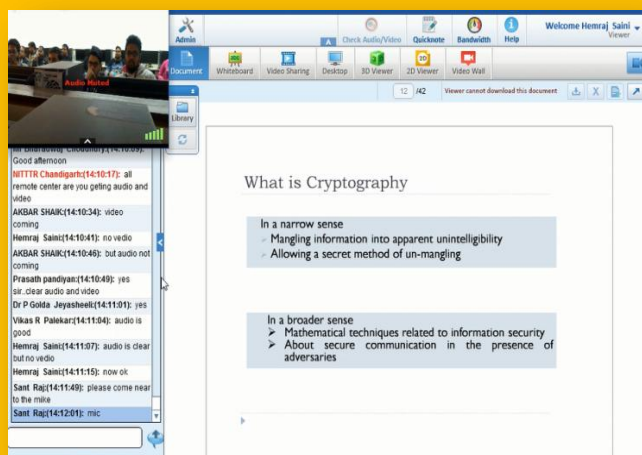 Admin
Check Audio/Video
Quicknote
Bandwidth
Help
Welcome Hemraj Saini
Viewer
Audio Muted
Document
Whiteboard
Video Sharing
Desktop
3D Viewer
2D Viewer
Video Wall
Library
12 /42
Viewer cannot download this document
Good afternoon
NITTTR Chandigarh:(14:10:17): all
remote center are you geting audio and
video
AKBAR SHAIK:(14:10:34): video
coming
Hemraj Saini:(14:10:41): no vedio
AKBAR SHAIK:(14:10:46): but audio not
coming
Prasath pandiyan:(14:10:49): yes
sir..clear audio and video
Dr P Golda Jeyasheeli:(14:11:01): yes
Vikas R Palekar:(14:11:04): audio is
good
Hemraj Saini:(14:11:07): audio is clear
but no vedio
Hemraj Saini:(14:11:15): now ok
Sant Raj:(14:11:49): please come near
to the mike
Sant Raj:(14:12:01): mic
What is Cryptography
In a narrow sense
Mangling information into apparent unintelligibility
Allowing a secret method of un-mangling
In a broader sense
Mathematical techniques related to information security
About secure communication in the presence of
adversaries